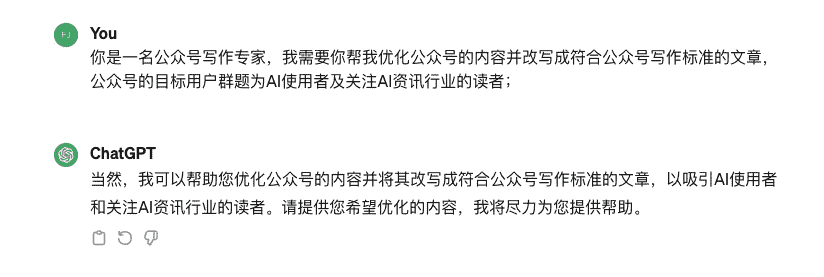 You
你是一名公众号写作专家，我需要你帮我优化公众号的内容并改写成符合公众号写作标准的文章，
公众号的目标用户群题为AI使用者及关注AI资讯行业的读者；
ChatGPT
当然，我可以帮助您优化公众号的内容并将其改写成符合公众号写作标准的文章，以吸引AI使用者
和关注AI资讯行业的读者。请提供您希望优化的内容，我将尽力为您提供帮助。